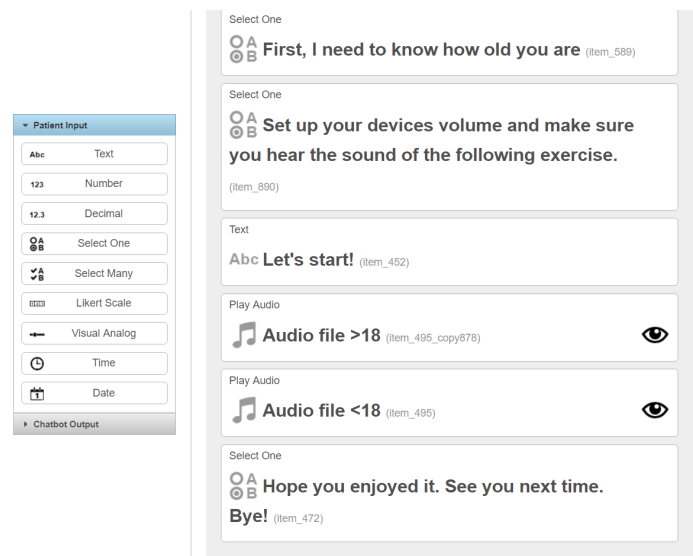 Patient Input
Abc Text
123 Number
12.3 Decimal
A B Select One
A B Select Many
Likert Scale
Visual Analog
Time
1 Date
Chatbot Output
Select One
A B First, I need to know how old you are (item_589)
Select One
A B Set up your devices volume and make sure
you hear the sound of the following exercise.
(item_890)
Text
Abc Let's start! (item_452)
Play Audio
Audio file >18 (item_495_copy878)
Play Audio
Audio file <18 (item_495)
Select One
A B Hope you enjoyed it. See you next time.
Bye! (item_472)